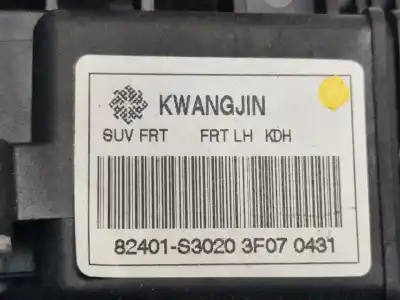 KWANGJIN
SUV FRT FRT LH KDH
82401-S3020 3F07 0431